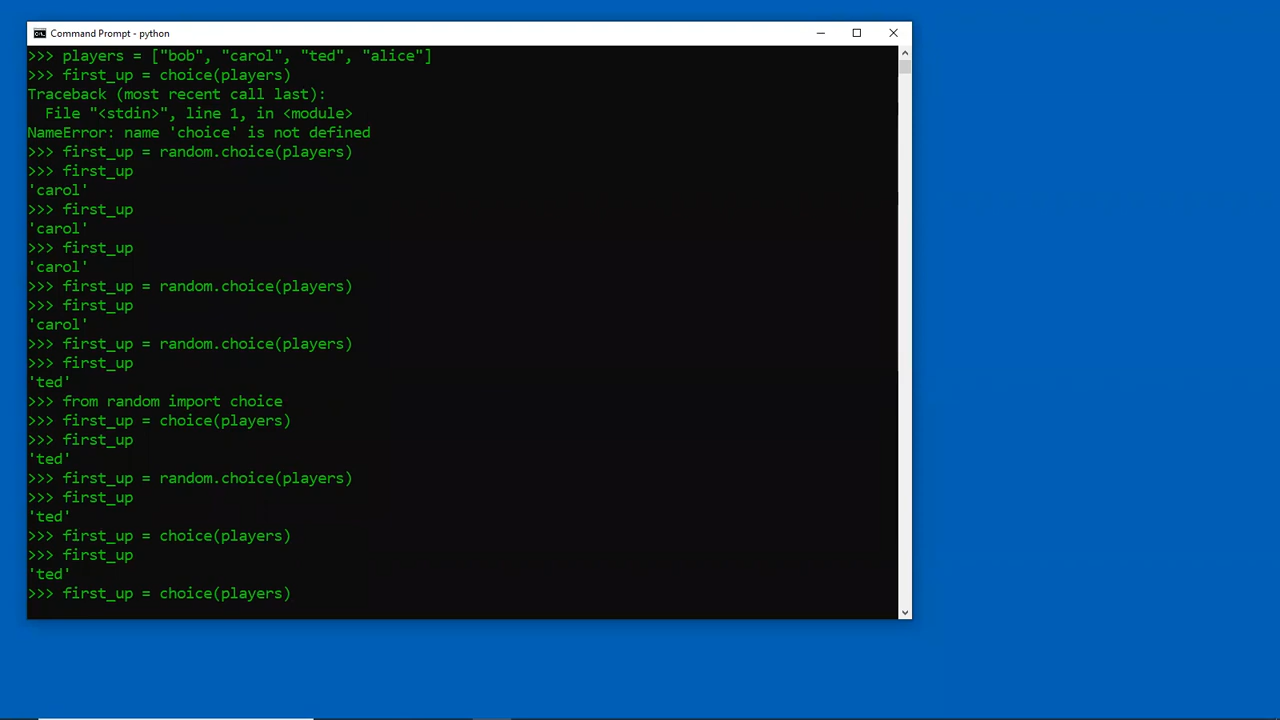 Command Prompt - python
>>> players = ["bob", "carol", "ted", "alice"]
>>> first_up = choice(players)
Traceback (most recent call last):
  File "<stdin>", line 1, in <module>
NameError: name 'choice' is not defined
>>> first_up = random.choice(players)
>>> first_up
'carol'
>>> first_up
'carol'
>>> first_up
'carol'
>>> first_up = random.choice(players)
>>> first_up
'carol'
>>> first_up = random.choice(players)
>>> first_up
'ted'
>>> from random import choice
>>> first_up = choice(players)
>>> first_up
'ted'
>>> first_up = random.choice(players)
>>> first_up
'ted'
>>> first_up = choice(players)
>>> first_up
'ted'
>>> first_up = choice(players)